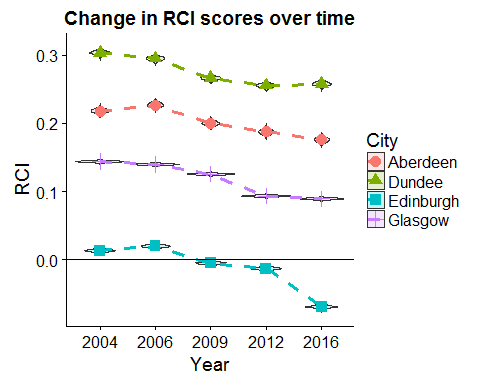 Change in RCI scores over time
0.3
0.2
0.1
0.0
RCI
2004 2006 2009 2012 2016
Year
City
Aberdeen
Dundee
Edinburgh
Glasgow